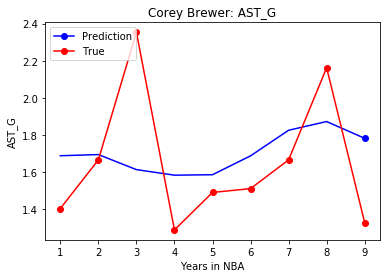 Corey Brewer: AST_G
Prediction
True
2.4
2.2
2.0
1.8
1.6
1.4
AST_G
1 2 3 4 5 6 7 8 9
Years in NBA